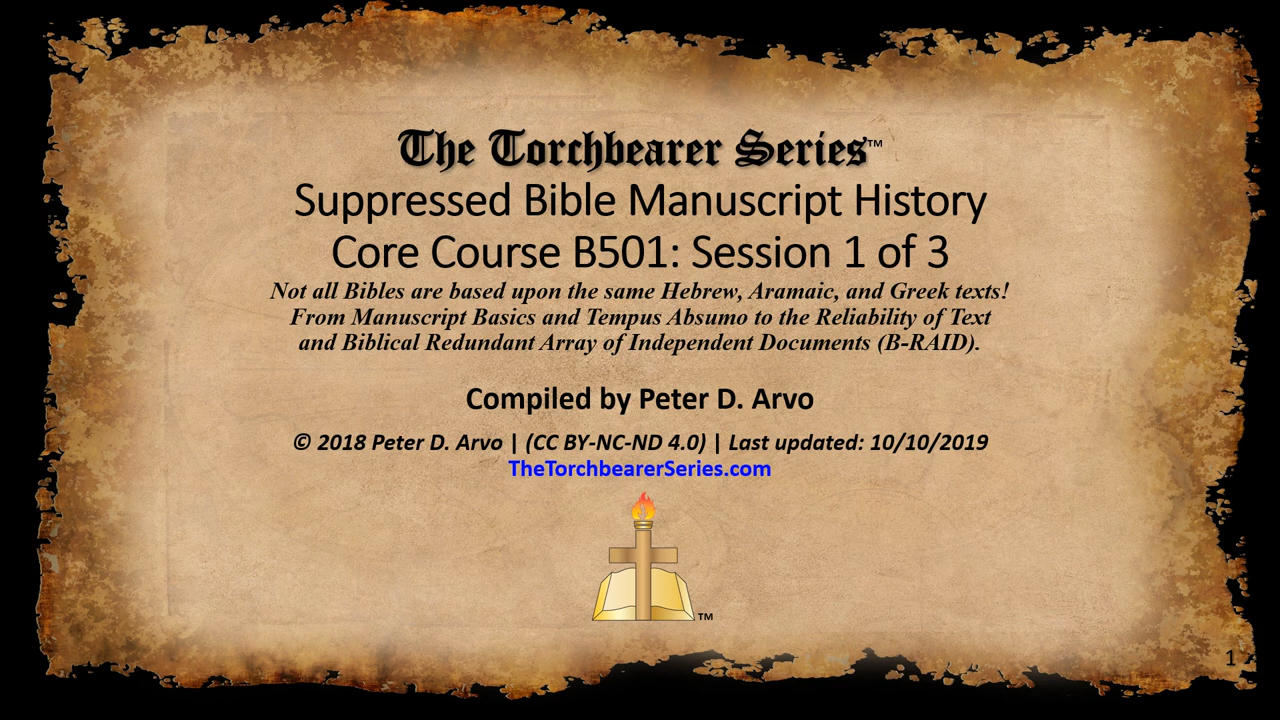 The Torchbearer Series™
Suppressed Bible Manuscript History
Core Course B501: Session 1 of 3
Not all Bibles are based upon the same Hebrew, Aramaic, and Greek texts!
From Manuscript Basics and Tempus Absumo to the Reliability of Text
and Biblical Redundant Array of Independent Documents (B-RAID).
Compiled by Peter D. Arvo
© 2018 Peter D. Arvo | (CC BY-NC-ND 4.0) | Last updated: 10/10/2019
TheTorchbearerSeries.com
™
1